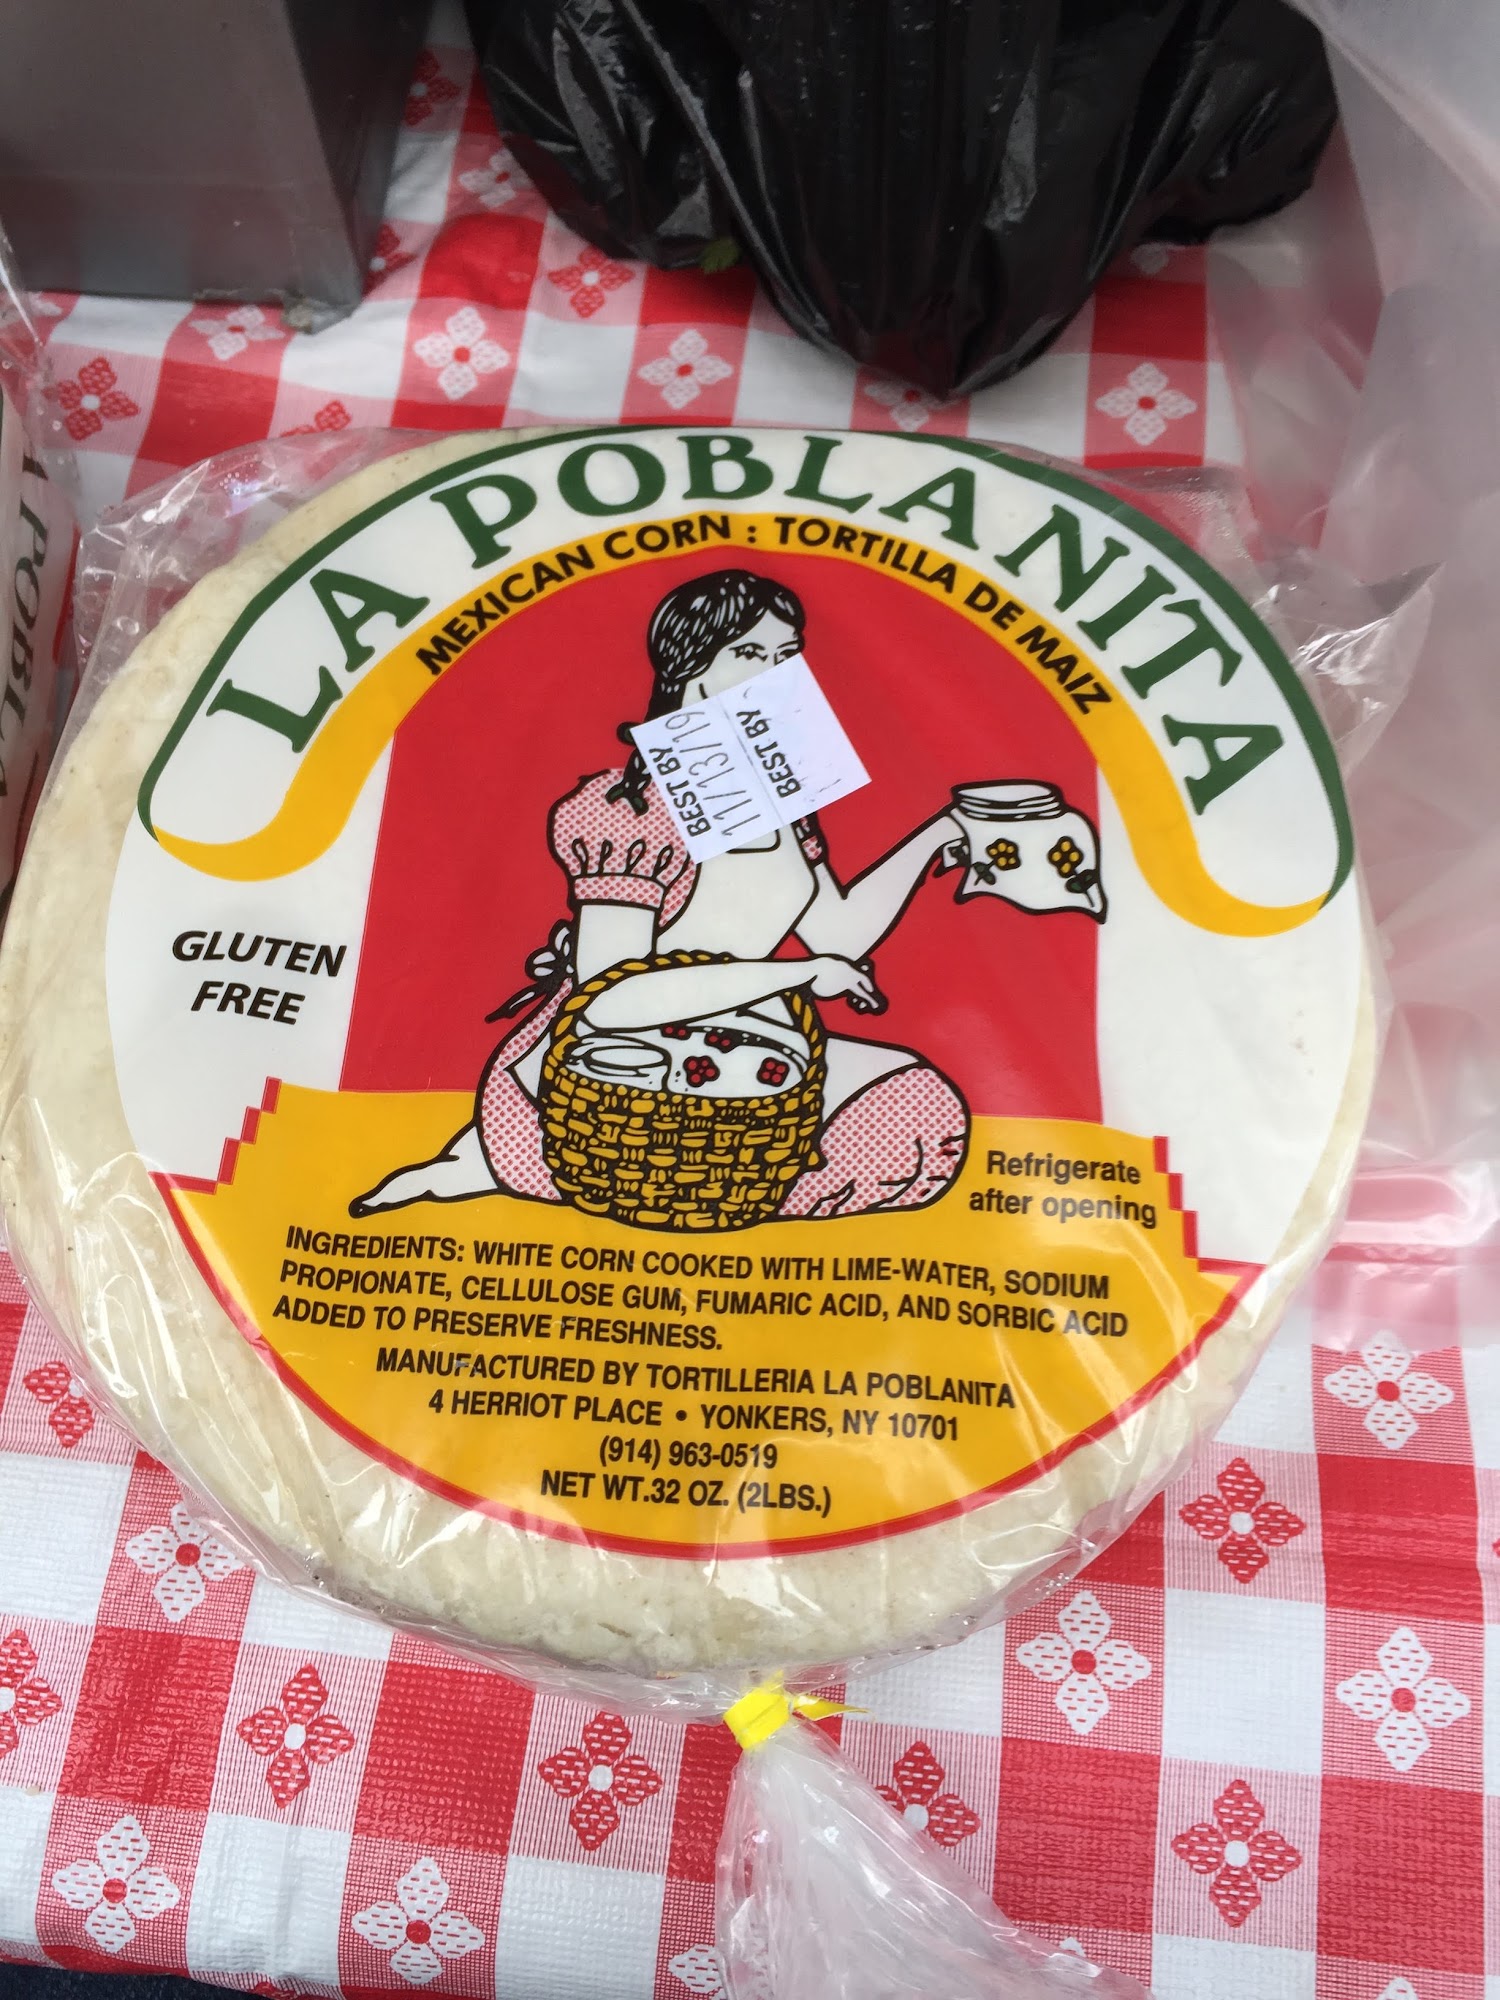 LA POBLANITA
MEXICAN CORN : TORTILLA DE MAIZ
BEST BY
11/13/19
BEST BY
GLUTEN
FREE
Refrigerate
after opening
INGREDIENTS: WHITE CORN COOKED WITH LIME-WATER, SODIUM
PROPIONATE, CELLULOSE GUM, FUMARIC ACID, AND SORBIC ACID
ADDED TO PRESERVE FRESHNESS.
MANUFACTURED BY TORTILLERIA LA POBLANITA
4 HERRIOT PLACE • YONKERS, NY 10701
(914) 963-0519
NET WT.32 OZ. (2LBS.)